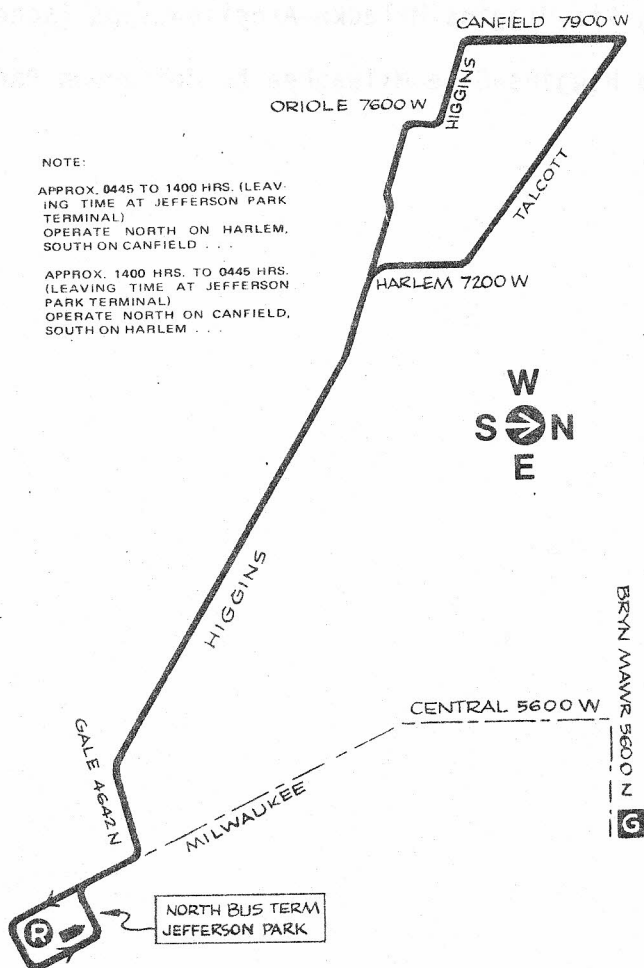 CANFIELD 7900 W
HIGGINS
ORIOLE 7600 W
TALCOTT
NOTE:
APPROX. 0445 TO 1400 HRS. (LEAV-
ING TIME AT JEFFERSON PARK
TERMINAL)
OPERATE NORTH ON HARLEM,
SOUTH ON CANFIELD . . .
APPROX. 1400 HRS. TO 0445 HRS.
(LEAVING TIME AT JEFFERSON
PARK TERMINAL)
OPERATE NORTH ON CANFIELD,
SOUTH ON HARLEM . . .
HARLEM 7200 W
W
S N
E
HIGGINS
BRYN MAWR 5600 N
CENTRAL 5600 W
GALE 4642 N
MILWAUKEE
G
NORTH BUS TERM
JEFFERSON PARK
R